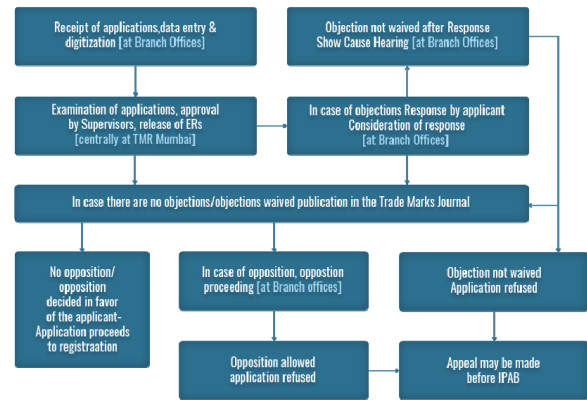 Receipt of applications,data entry &
digitization [at Branch Offices]
Objection not waived after Response
Show Cause Hearing [at Branch Offices]
Examination of applications, approval
by Supervisors, release of ERs
[centrally at TMR Mumbai]
In case of objections Response by applicant
Consideration of response
[at Branch Offices]
In case there are no objections/objections waived publication in the Trade Marks Journal
No opposition/
opposition
decided in favor
of the applicant-
Application proceeds
to registraation
In case of opposition, oppostion
proceeding [at Branch offices]
Objection not waived
Application refused
Opposition allowed
application refused
Appeal may be made
before IPAB